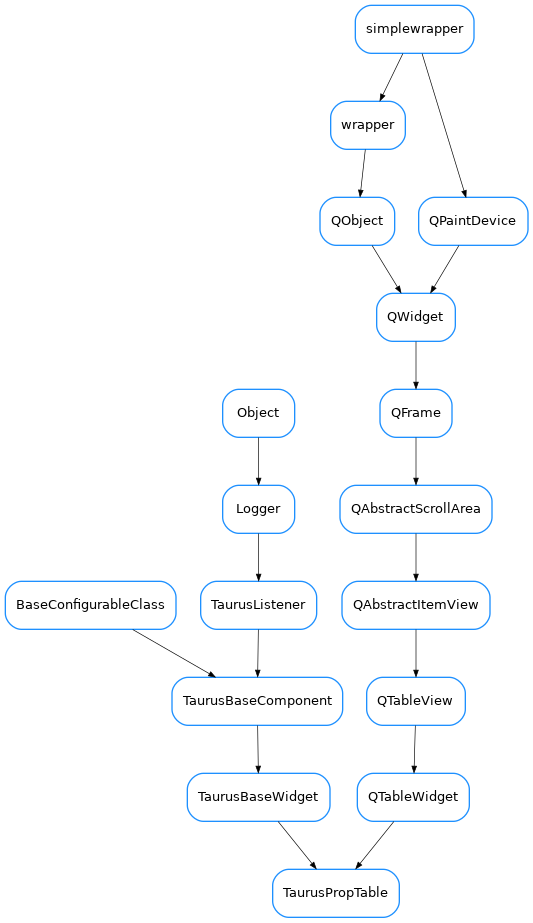 simplewrapper
wrapper
QObject
QPaintDevice
QWidget
Object
QFrame
Logger
QAbstractScrollArea
BaseConfigurableClass
TaurusListener
QAbstractItemView
TaurusBaseComponent
QTableView
TaurusBaseWidget
QTableWidget
TaurusPropTable